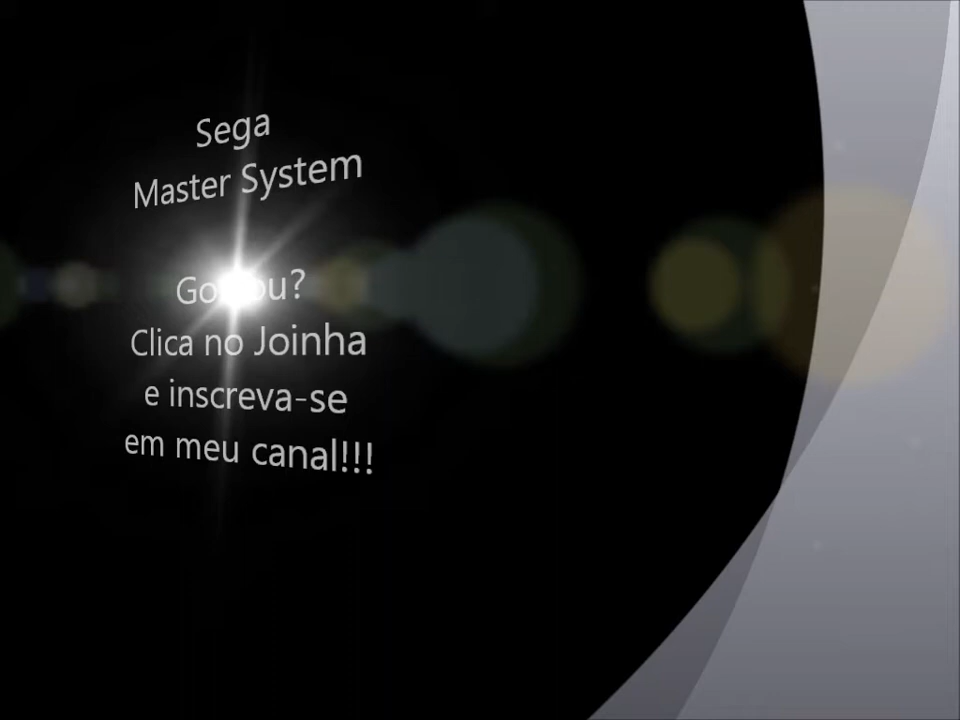 Sega
Master System
Clica no Joinha
e inscreva-se
em meu canal!!!